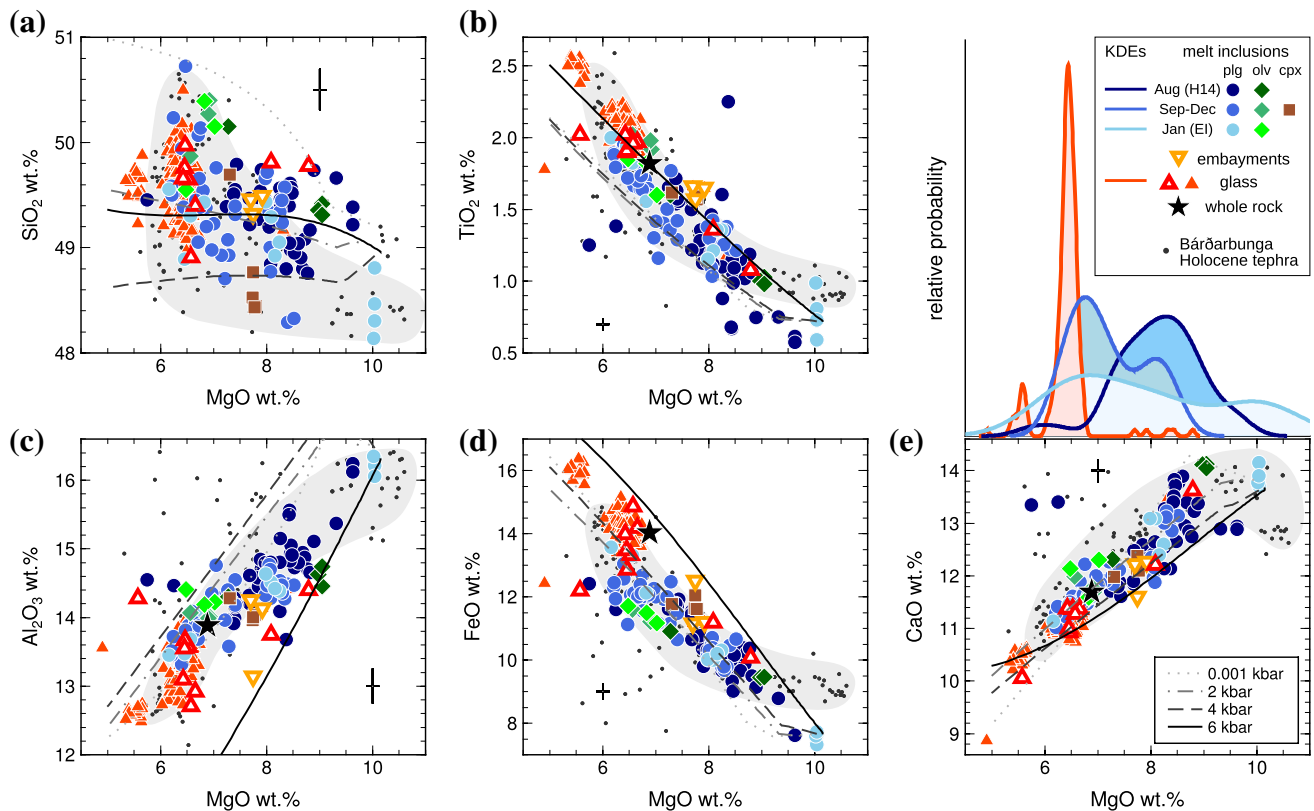 (a)
51
50
49
48
SiO2 wt.%
6
8
10
MgO wt.%
(b)
2.5
2.0
1.5
1.0
0.5
TiO2 wt.%
6
8
10
MgO wt.%
relative probability
KDEs melt inclusions
plg olv cpx
Aug (H14)
Sep-Dec
Jan (EI)
embayments
glass
whole rock
Bárðarbunga
Holocene tephra
(c)
16
15
14
13
12
Al2O3 wt.%
6
8
10
MgO wt.%
(d)
16
14
12
10
8
FeO wt.%
6
8
10
MgO wt.%
(e)
14
13
12
11
10
9
CaO wt.%
0.001 kbar
2 kbar
4 kbar
6 kbar
6
8
10
MgO wt.%